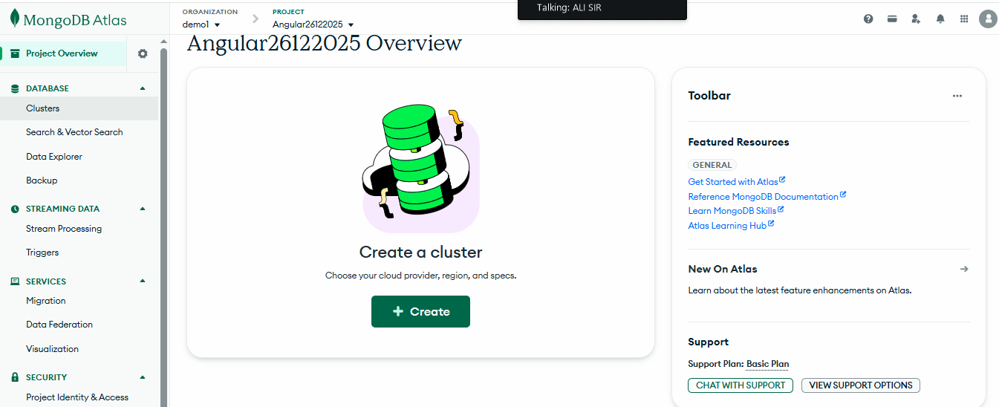 Talking: ALI SIR
MongoDB Atlas
ORGANIZATION
demo1
PROJECT
Angular26122025
Project Overview
DATABASE
Clusters
Search & Vector Search
Data Explorer
Backup
STREAMING DATA
Stream Processing
Triggers
SERVICES
Migration
Data Federation
Visualization
SECURITY
Project Identity & Access
Angular26122025 Overview
Create a cluster
Choose your cloud provider, region, and specs.
+ Create
Toolbar
Featured Resources
GENERAL
Get Started with Atlas
Reference MongoDB Documentation
Learn MongoDB Skills
Atlas Learning Hub
New On Atlas
Learn about the latest feature enhancements on Atlas.
Support
Support Plan: Basic Plan
CHAT WITH SUPPORT
VIEW SUPPORT OPTIONS